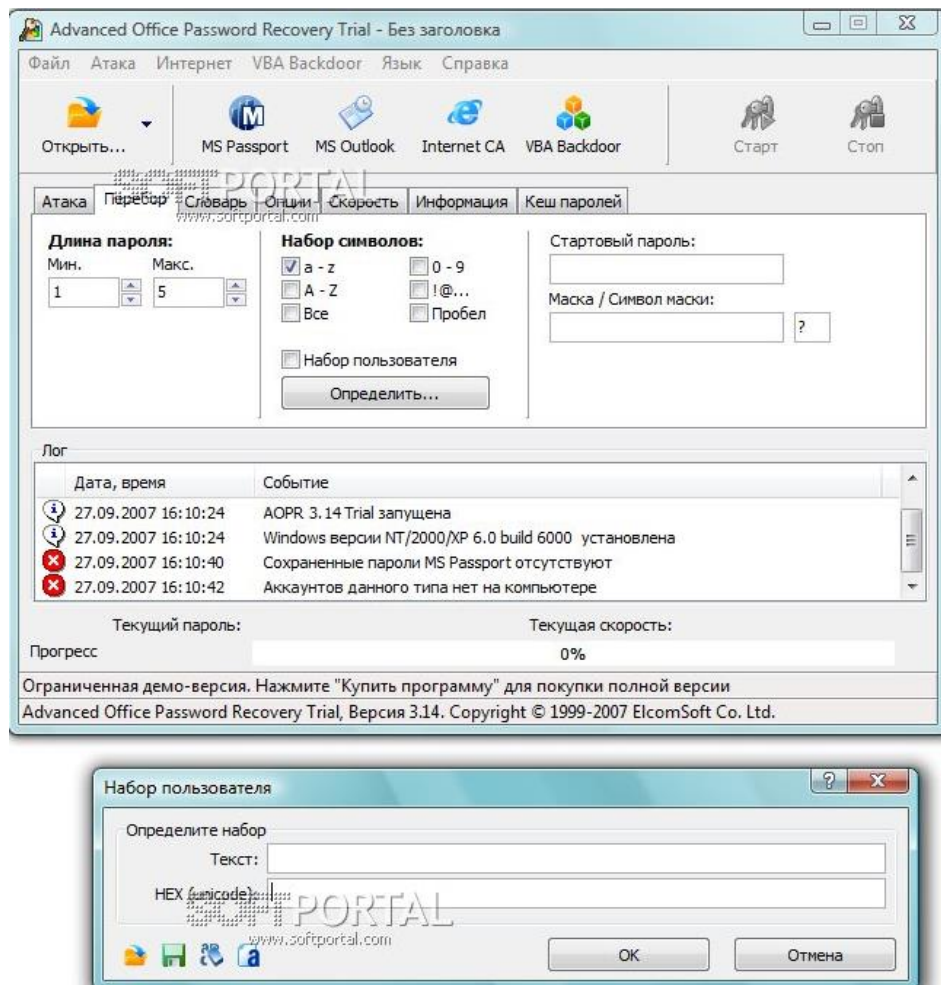 Advanced Office Password Recovery Trial - Без заголовка
Файл Атака Интернет VBA Backdoor Язык Справка
Открыть... MS Passport MS Outlook Internet CA VBA Backdoor Старт Стоп
SOFTPORTAL
www.softportal.com
Атака Перебор Словарь Опции Скорость Информация Кеш паролей
Длина пароля: Набор символов: Стартовый пароль:
Мин. Макс. a - z 0 - 9
1 5 A - Z !@... Маска / Символ маски:
Все Пробел ?
Набор пользователя
Определить...
Лог
Дата, время Событие
27.09.2007 16:10:24 AOPR 3.14 Trial запущена
27.09.2007 16:10:24 Windows версии NT/2000/XP 6.0 build 6000 установлена
27.09.2007 16:10:40 Сохраненные пароли MS Passport отсутствуют
27.09.2007 16:10:42 Аккаунтов данного типа нет на компьютере
Текущий пароль: Текущая скорость:
Прогресс 0%
Ограниченная демо-версия. Нажмите "Купить программу" для покупки полной версии
Advanced Office Password Recovery Trial, Версия 3.14. Copyright © 1999-2007 ElcomSoft Co. Ltd.
Набор пользователя
Определите набор
Текст:
HEX (unicode):
SOFTPORTAL
www.softportal.com
OK Отмена